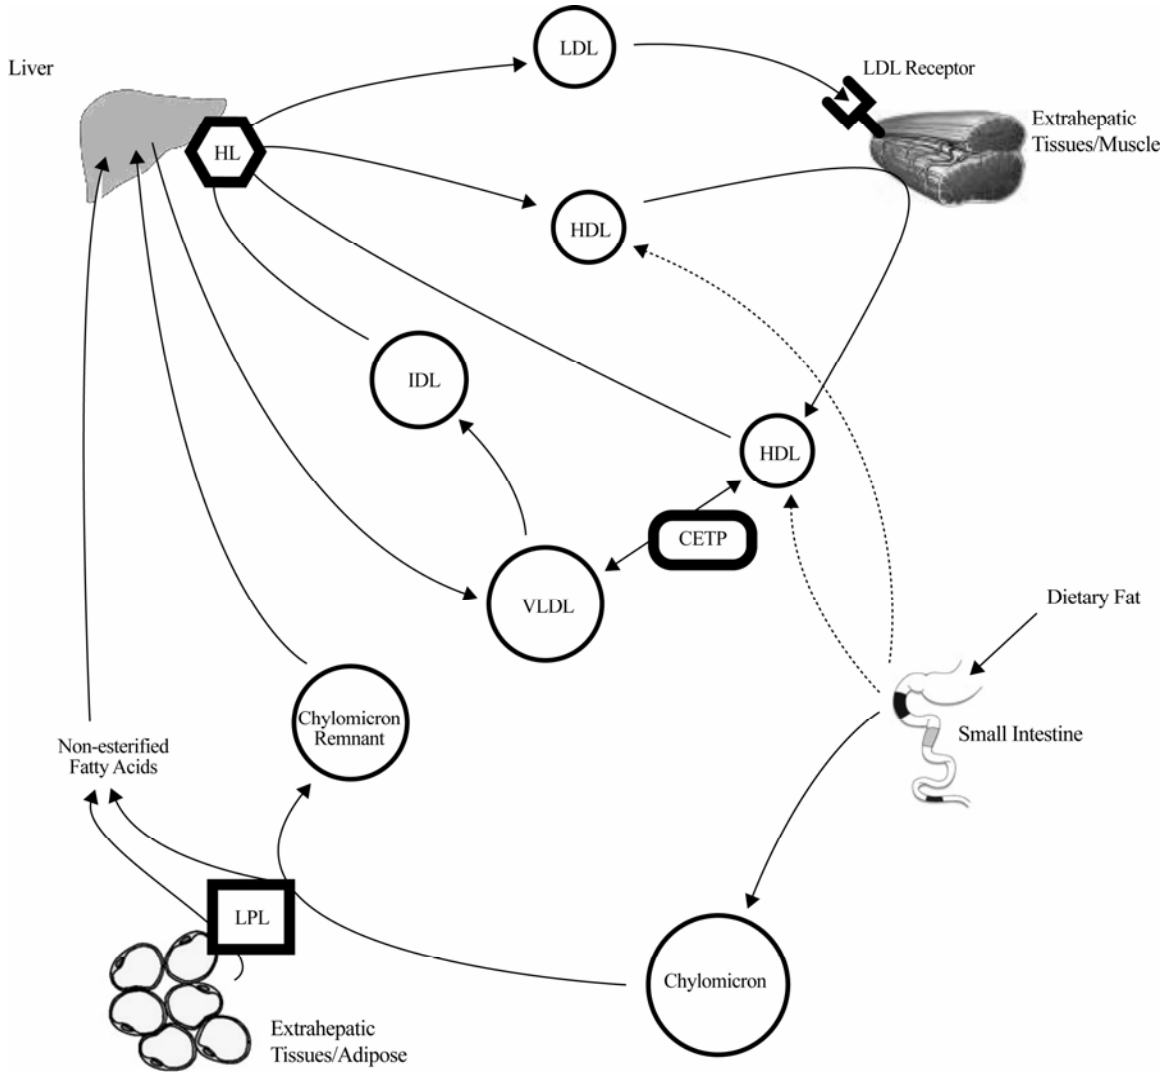 LDL
Liver
LDL Receptor
Extrahepatic
Tissues/Muscle
HL
HDL
IDL
HDL
CETP
VLDL
Dietary Fat
Chylomicron
Remnant
Small Intestine
Non-esterified
Fatty Acids
LPL
Chylomicron
Extrahepatic
Tissues/Adipose